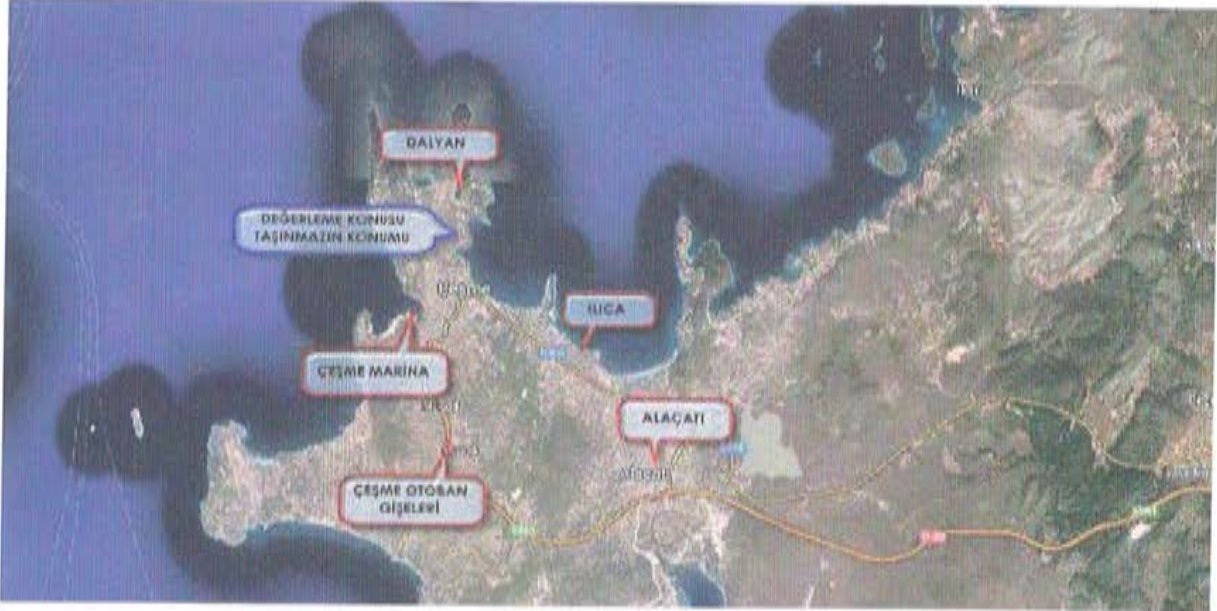 DALYAN
DEĞERLEME KONUSU
TAŞINMAZIN KONUMU
ILICA
ÇEŞME MARİNA
ALAÇATI
ÇEŞME OTOBAN
GİŞELERİ